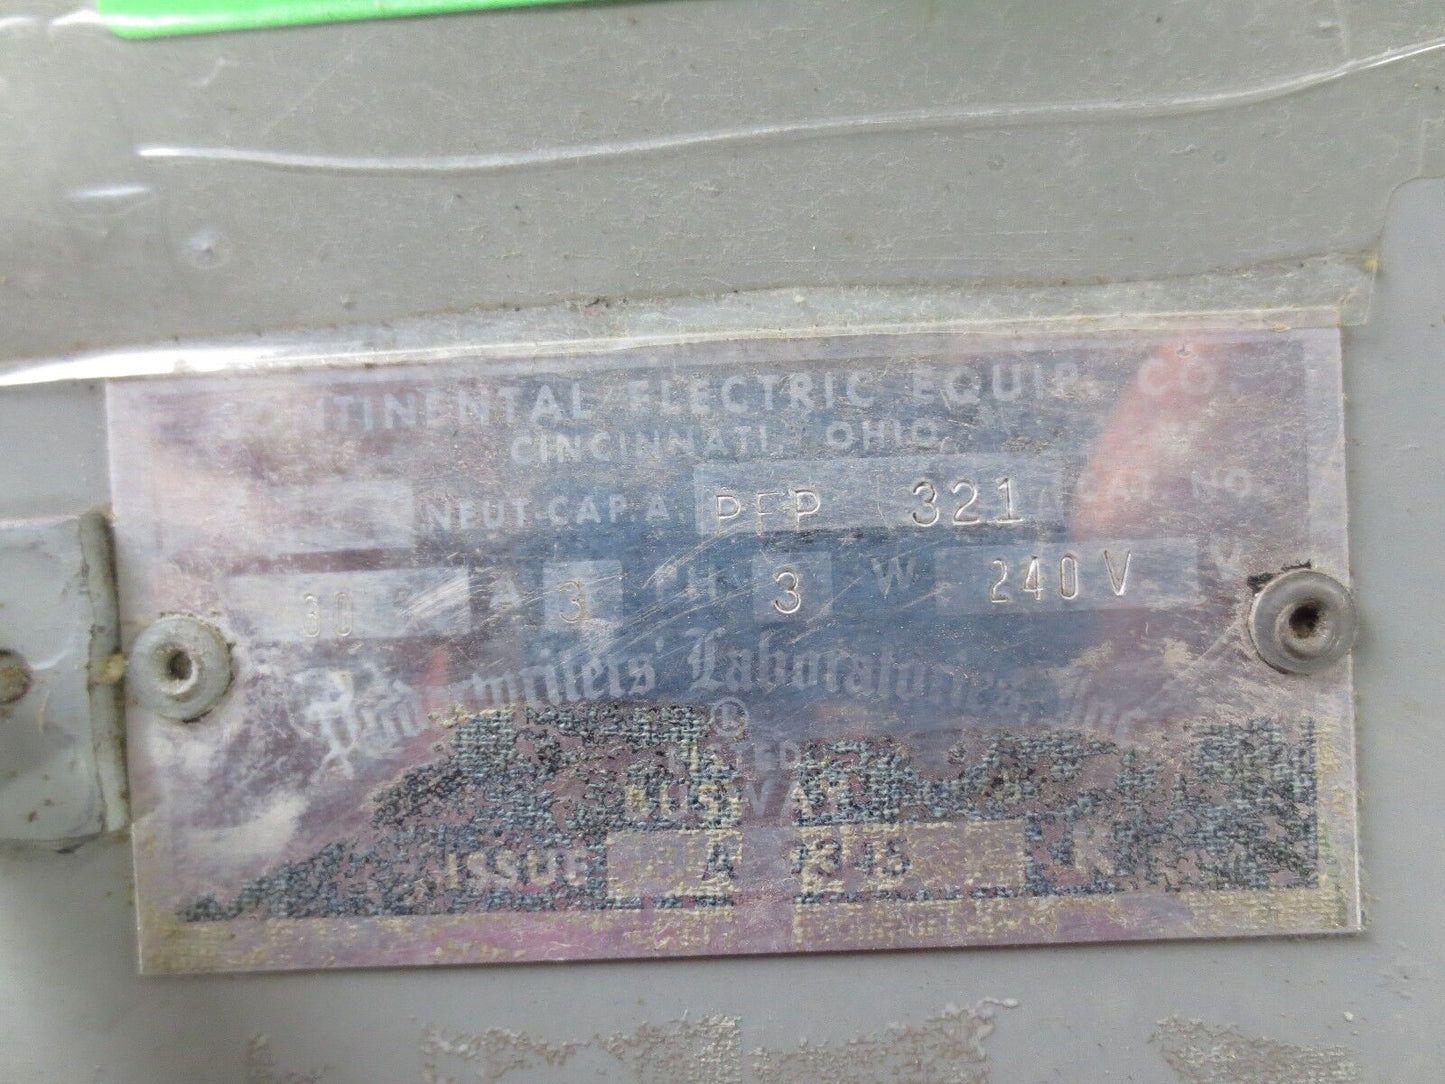 CONTINENTAL ELECTRIC EQUIP. CO.
CINCINNATI, OHIO
NEUT. CAP. A. PFP 321 CAT. NO.
A 3 PH 3 W 240V V
Underwriters' Laboratories, Inc.
UL
LISTED
BUSWAY
ISSUE